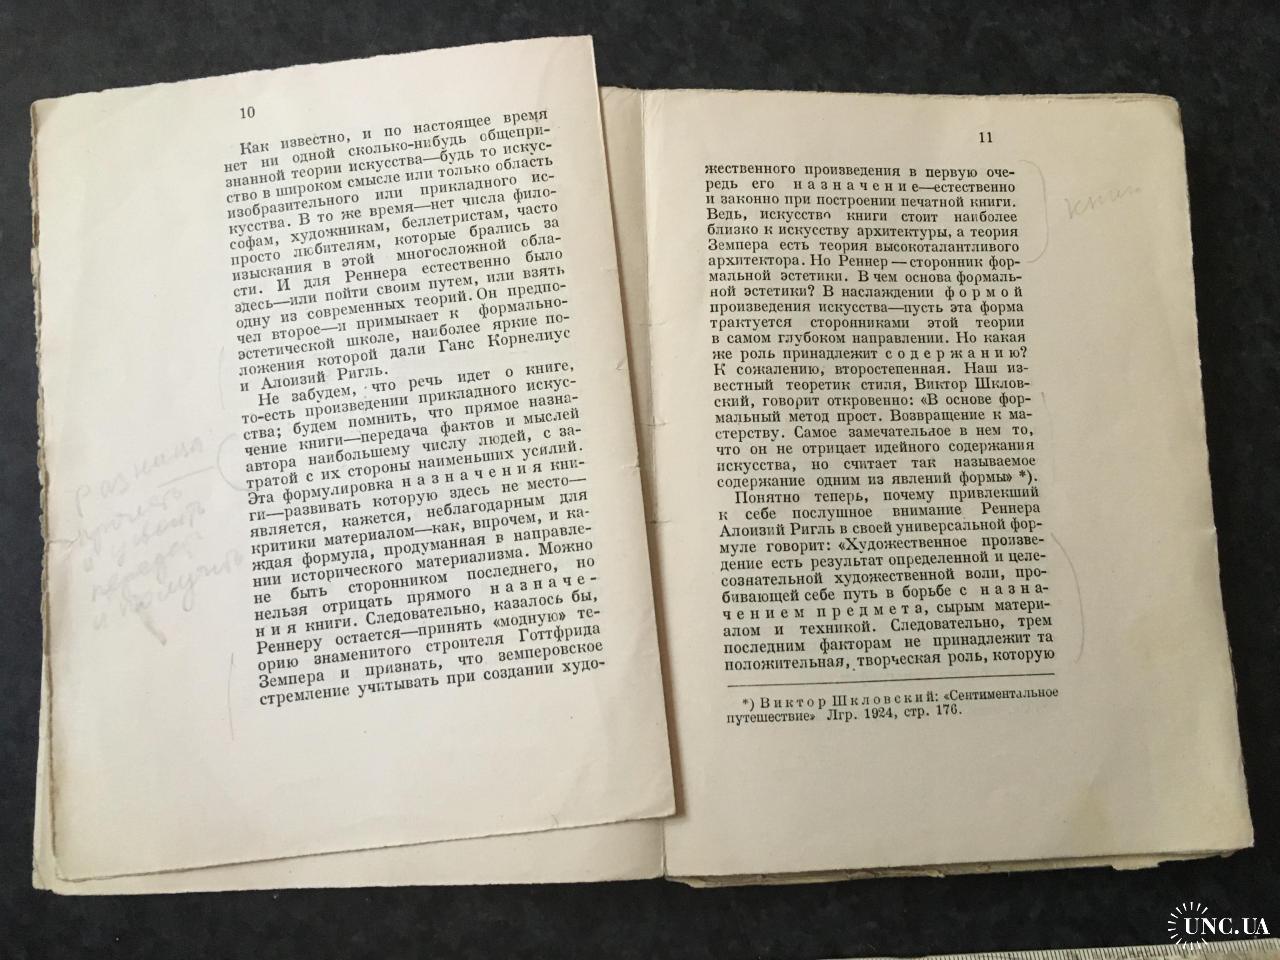 10
Как известно, и по настоящее время
нет ни одной сколько-нибудь общепри-
знанной теории искусства—будь то искус-
ство в широком смысле или только область
изобразительного или прикладного ис-
кусства. В то же время—нет числа фило-
софам, художникам, беллетристам, часто
просто любителям, которые брались за
изыскания в этой многосложной обла-
сти. И для Реннера естественно было
здесь—или пойти своим путем, или взять
одну из современных теорий. Он предпо-
чел второе—и примыкает к формально-
эстетической школе, наиболее яркие по-
ложения которой дали Ганс Корнелиус
и Алоизий Ригль.
Не забудем, что речь идет о книге,
то-есть произведении прикладного искус-
ства; будем помнить, что прямое назна-
чение книги—передача фактов и мыслей
автора наибольшему числу людей, с за-
тратой с их стороны наименьших усилий.
Эта формулировка назначения кни-
ги—развивать которую здесь не место—
является, кажется, неблагодарным для
критики материалом—как, впрочем, и ка-
ждая формула, продуманная в направле-
нии исторического материализма. Можно
не быть сторонником последнего, но
нельзя отрицать прямого назначе-
ния книги. Следовательно, казалось бы,
Реннеру остается—принять «модную» те-
орию знаменитого строителя Готтфрида
Земпера и признать, что земперовское
стремление учитывать при создании худо-
разница
11
жественного произведения в первую оче-
редь его назначение—естественно
и законно при построении печатной книги.
Ведь, искусство книги стоит наиболее
близко к искусству архитектуры, а теория
Земпера есть теория высокоталантливого
архитектора. Но Реннер—сторонник фор-
мальной эстетики. В чем основа формаль-
ной эстетики? В наслаждении формой
произведения искусства—пусть эта форма
трактуется сторонниками этой теории
в самом глубоком направлении. Но какая
же роль принадлежит содержанию?
К сожалению, второстепенная. Наш из-
вестный теоретик стиля, Виктор Шклов-
ский, говорит откровенно: «В основе фор-
мальный метод прост. Возвращение к ма-
стерству. Самое замечательное в нем то,
что он не отрицает идейного содержания
искусства, но считает так называемое
содержание одним из явлений формы» *).
Понятно теперь, почему привлекший
к себе послушное внимание Реннера
Алоизий Ригль в своей универсальной фор-
муле говорит: «Художественное произве-
дение есть результат определенной и целе-
сознательной художественной воли, про-
бивающей себе путь в борьбе с назна-
чением предмета, сырым матери-
алом и техникой. Следовательно, трем
последним факторам не принадлежит та
положительная, творческая роль, которую
*) Виктор Шкловский: «Сентиментальное
путешествие» Лгр. 1924, стр. 176.
UNC.UA